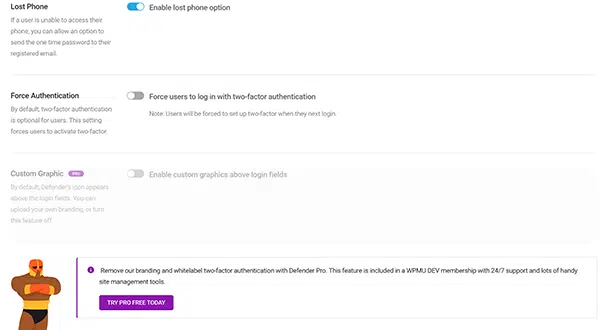 Lost Phone
Enable lost phone option
If a user is unable to access their
phone, you can allow an option to
send the one time password to their
registered email.
Force Authentication
Force users to log in with two-factor authentication
By default, two-factor authentication
is optional for users. This setting
forces users to activate two-factor.
Note: Users will be forced to set up two-factor when they next login.
Custom Graphic PRO
Enable custom graphics above login fields
By default, Defender's icon appears
above the login fields. You can
upload your own branding, or turn
this feature off.
Remove our branding and whitelabel two-factor authentication with Defender Pro. This feature is included in a WPMU DEV membership with 24/7 support and lots of handy
site management tools.
TRY PRO FREE TODAY